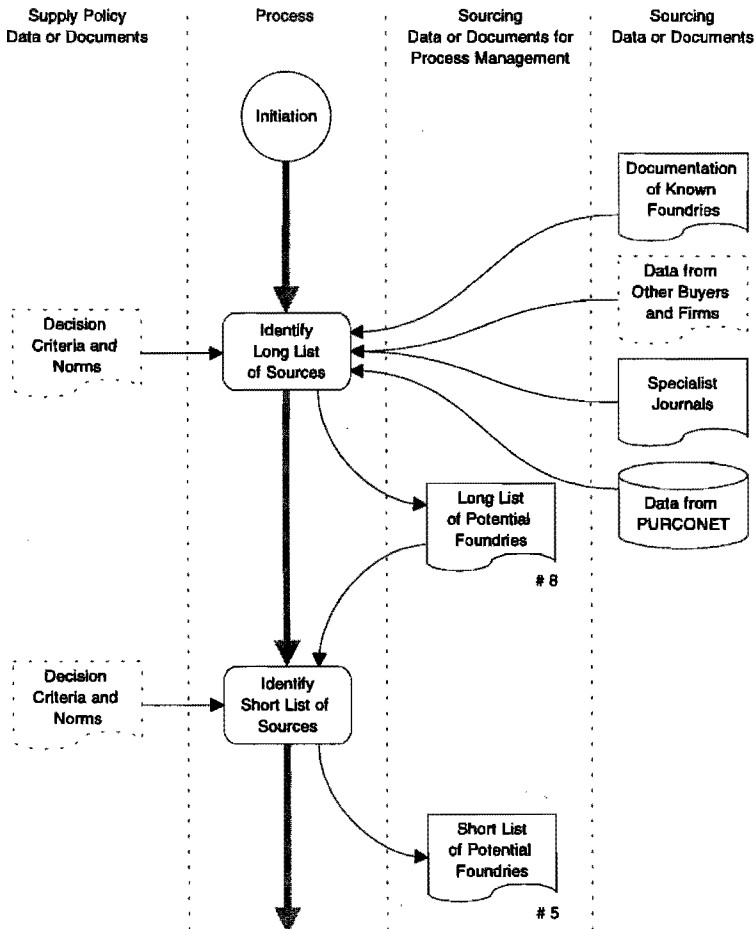 Supply Policy
Data or Documents
Process
Sourcing
Data or Documents for
Process Management
Sourcing
Data or Documents
Initiation
Documentation
of Known
Foundries
Data from
Other Buyers
and Firms
Decision
Criteria and
Norms
Identify
Long List
of Sources
Specialist
Journals
Long List
of Potential
Foundries
# 8
Data from
PURCONET
Decision
Criteria and
Norms
Identify
Short List of
Sources
Short List
of Potential
Foundries
# 5